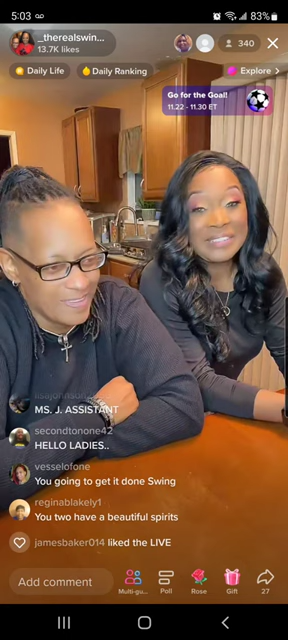 5:03
83%
_therealswin...
13.7K likes
340
Daily Life
Daily Ranking
Explore >
Go for the Goal!
11.22 - 11.30 ET
MS. J. ASSISTANT
secondtonone42
HELLO LADIES..
vesselofone
You going to get it done Swing
reginablakely1
You two have a beautiful spirits
jamesbaker014 liked the LIVE
Add comment
Multi-gu...
Poll
Rose
Gift
27